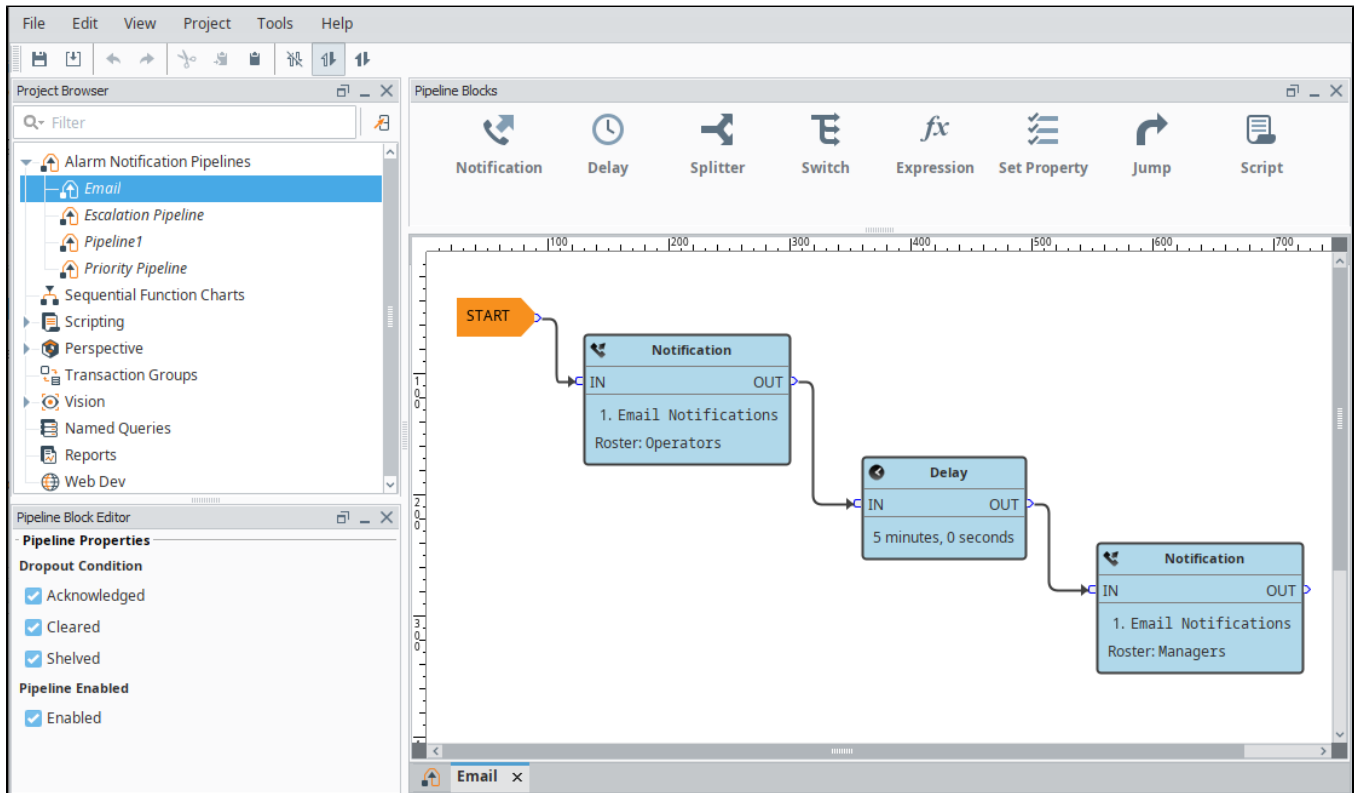 File Edit View Project Tools Help
Project Browser
Filter
Alarm Notification Pipelines
Email
Escalation Pipeline
Pipeline1
Priority Pipeline
Sequential Function Charts
Scripting
Perspective
Transaction Groups
Vision
Named Queries
Reports
Web Dev
Pipeline Block Editor
Pipeline Properties
Dropout Condition
Acknowledged
Cleared
Shelved
Pipeline Enabled
Enabled
Pipeline Blocks
fx
Notification Delay Splitter Switch Expression Set Property Jump Script
100 200 300 400 500 600 700
100
200
300
START
Notification
IN OUT
1. Email Notifications
Roster: Operators
Delay
IN OUT
5 minutes, 0 seconds
Notification
IN OUT
1. Email Notifications
Roster: Managers
Email